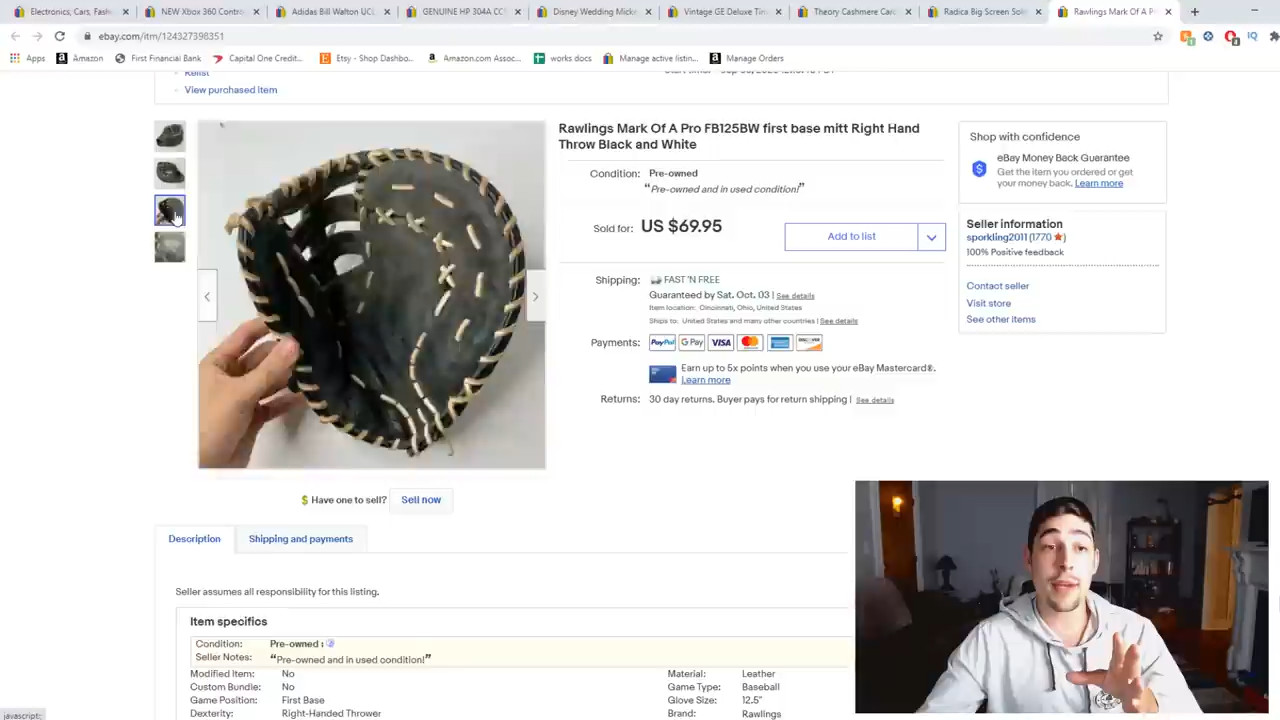 Electronics, Cars, Fash
NEW Xbox 360 Contro
Adidas Bill Walton UCL
GENUINE HP 304A CC
Disney Wedding Micke
Vintage GE Deluxe Tin
Theory Cashmere Car
Radica Big Screen Soli
Rawlings Mark Of A P
ebay.com/itm/124327398351
Apps
Amazon
First Financial Bank
Capital One Credit...
Etsy - Shop Dashbo...
Amazon.com Assoc...
works docs
Manage active listin...
Manage Orders
Relist
View purchased item
Rawlings Mark Of A Pro FB125BW first base mitt Right Hand
Throw Black and White
Condition: Pre-owned
“Pre-owned and in used condition!”
Sold for: US $69.95
Add to list
Shipping: FAST 'N FREE
Guaranteed by Sat. Oct. 03 | See details
Item location: Cincinnati, Ohio, United States
Ships to: United States and many other countries | See details
Payments: PayPal G Pay VISA
DISCOVER
Earn up to 5x points when you use your eBay Mastercard®.
Learn more
Returns: 30 day returns. Buyer pays for return shipping | See details
Shop with confidence
eBay Money Back Guarantee
Get the item you ordered or get
your money back. Learn more
Seller information
sporkling2011 (1770)
100% Positive feedback
Contact seller
Visit store
See other items
Have one to sell? Sell now
Description
Shipping and payments
Seller assumes all responsibility for this listing.
Item specifics
Condition: Pre-owned :
Seller Notes: “Pre-owned and in used condition!”
Modified Item: No
Material: Leather
Custom Bundle: No
Game Type: Baseball
Game Position: First Base
Glove Size: 12.5"
Dexterity: Right-Handed Thrower
Brand: Rawlings
javascript:;